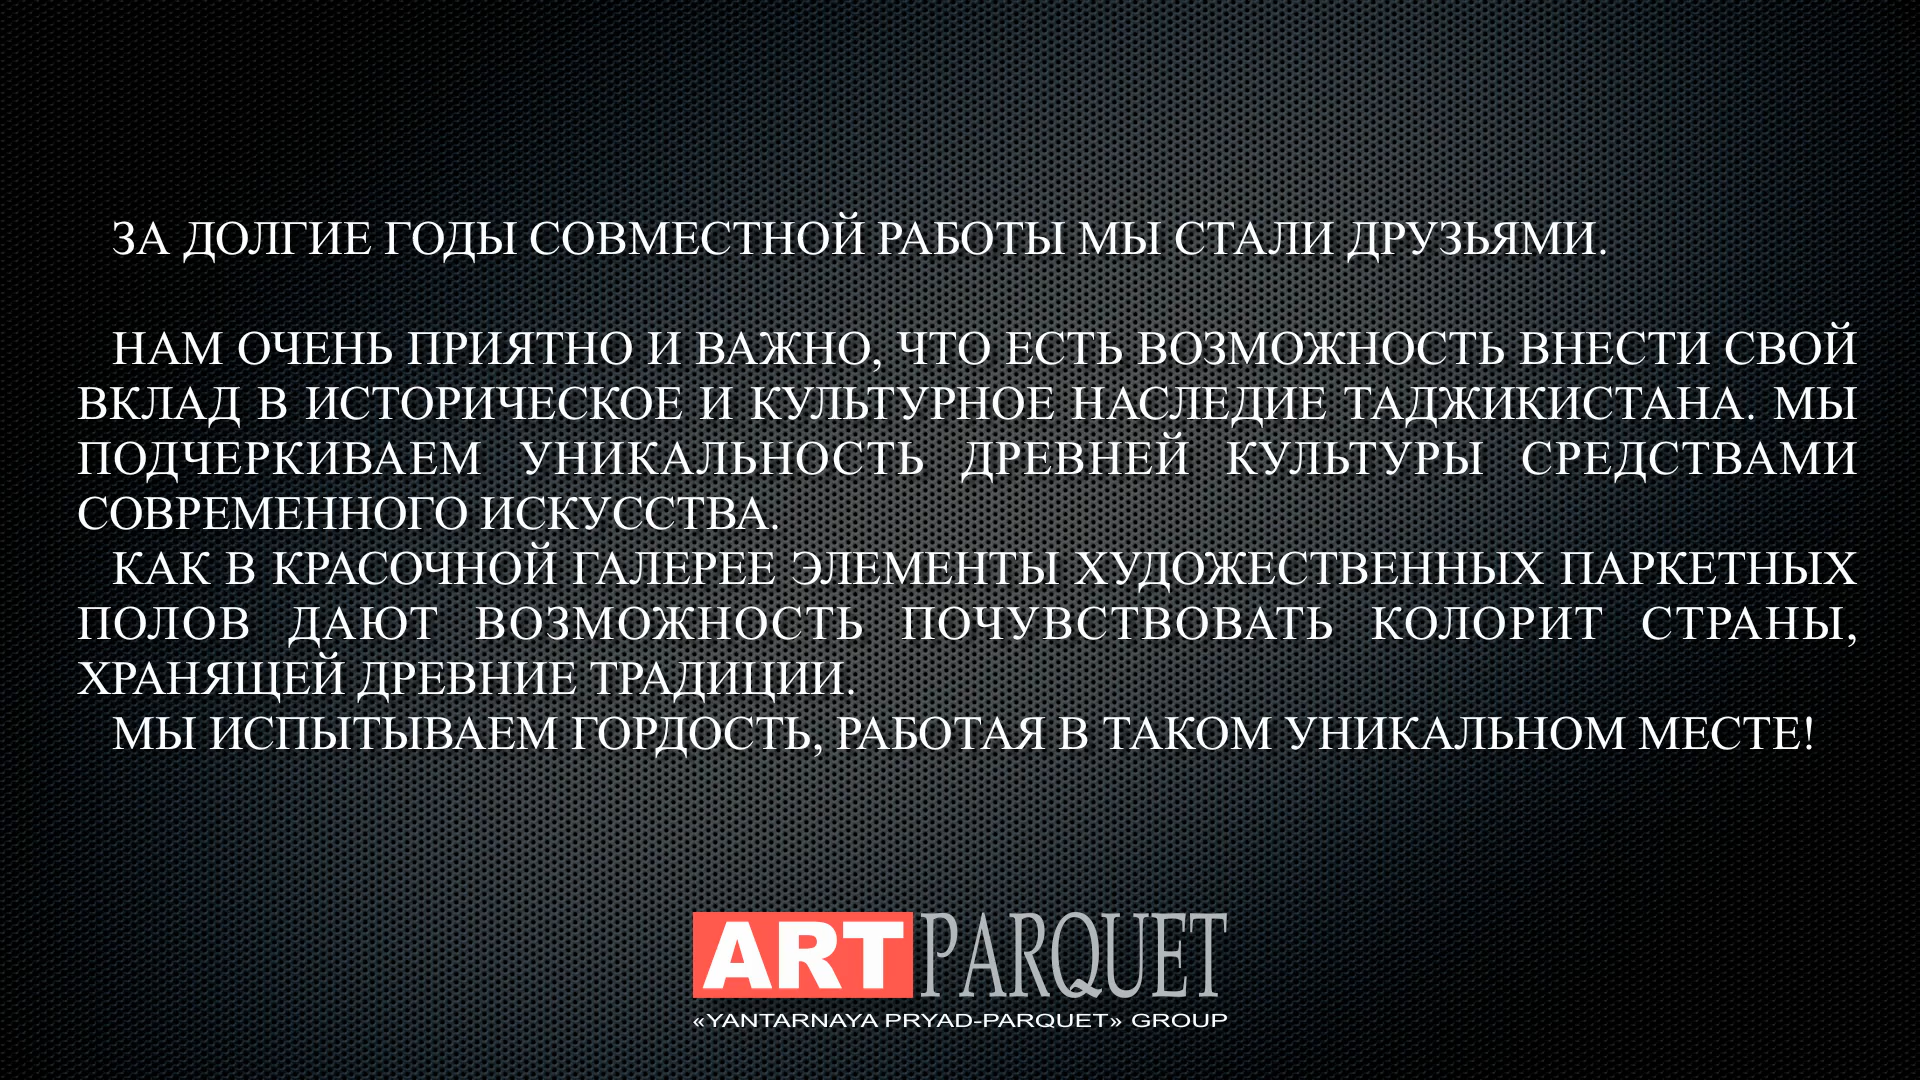 ЗА ДОЛГИЕ ГОДЫ СОВМЕСТНОЙ РАБОТЫ МЫ СТАЛИ ДРУЗЬЯМИ.
НАМ ОЧЕНЬ ПРИЯТНО И ВАЖНО, ЧТО ЕСТЬ ВОЗМОЖНОСТЬ ВНЕСТИ СВОЙ
ВКЛАД В ИСТОРИЧЕСКОЕ И КУЛЬТУРНОЕ НАСЛЕДИЕ ТАДЖИКИСТАНА. МЫ
ПОДЧЕРКИВАЕМ УНИКАЛЬНОСТЬ ДРЕВНЕЙ КУЛЬТУРЫ СРЕДСТВАМИ
СОВРЕМЕННОГО ИСКУССТВА.
КАК В КРАСОЧНОЙ ГАЛЕРЕЕ ЭЛЕМЕНТЫ ХУДОЖЕСТВЕННЫХ ПАРКЕТНЫХ
ПОЛОВ ДАЮТ ВОЗМОЖНОСТЬ ПОЧУВСТВОВАТЬ КОЛОРИТ СТРАНЫ,
ХРАНЯЩЕЙ ДРЕВНИЕ ТРАДИЦИИ.
МЫ ИСПЫТЫВАЕМ ГОРДОСТЬ, РАБОТАЯ В ТАКОМ УНИКАЛЬНОМ МЕСТЕ!
ART PARQUET
«YANTARNAYA PRYAD-PARQUET» GROUP